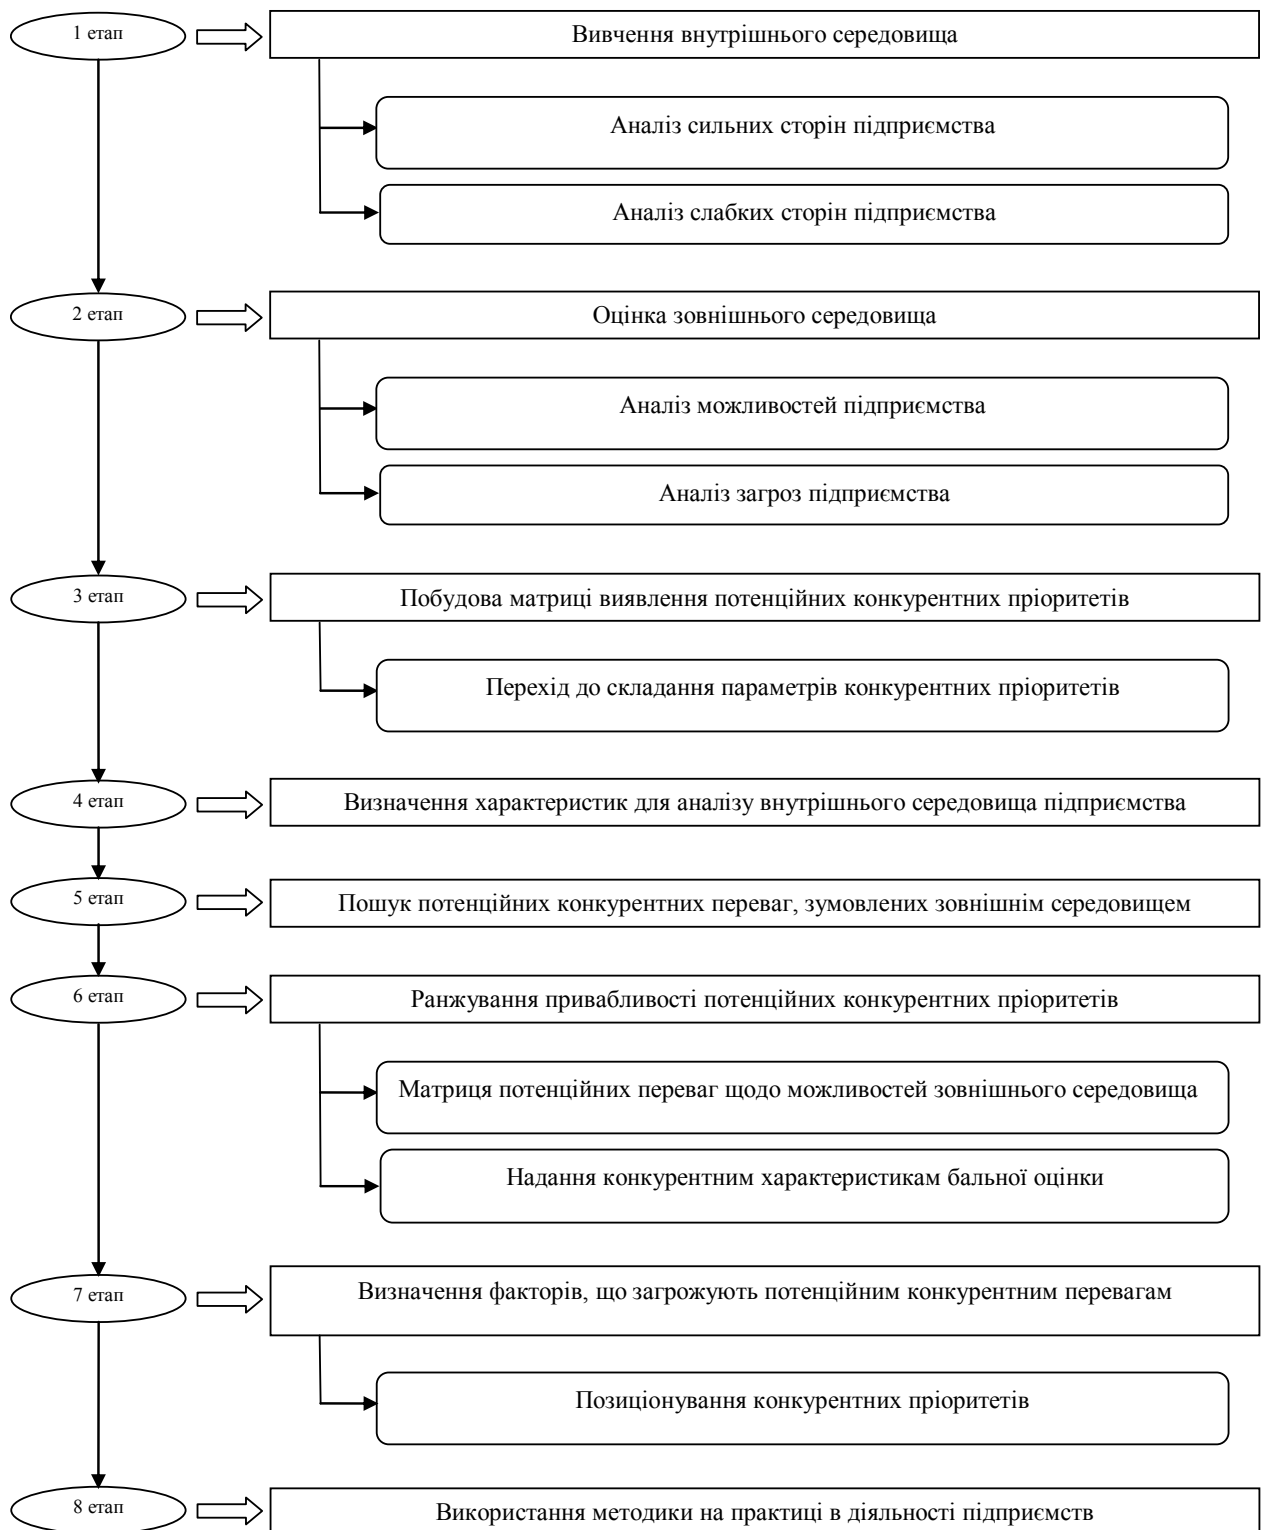 1 етап
Вивчення внутрішнього середовища
Аналіз сильних сторін підприємства
Аналіз слабких сторін підприємства
2 етап
Оцінка зовнішнього середовища
Аналіз можливостей підприємства
Аналіз загроз підприємства
3 етап
Побудова матриці виявлення потенційних конкурентних пріоритетів
Перехід до складання параметрів конкурентних пріоритетів
4 етап
Визначення характеристик для аналізу внутрішнього середовища підприємства
5 етап
Пошук потенційних конкурентних переваг, зумовлених зовнішнім середовищем
6 етап
Ранжування привабливості потенційних конкурентних пріоритетів
Матриця потенційних переваг щодо можливостей зовнішнього середовища
Надання конкурентним характеристикам бальної оцінки
7 етап
Визначення факторів, що загрожують потенційним конкурентним перевагам
Позиціонування конкурентних пріоритетів
8 етап
Використання методики на практиці в діяльності підприємств